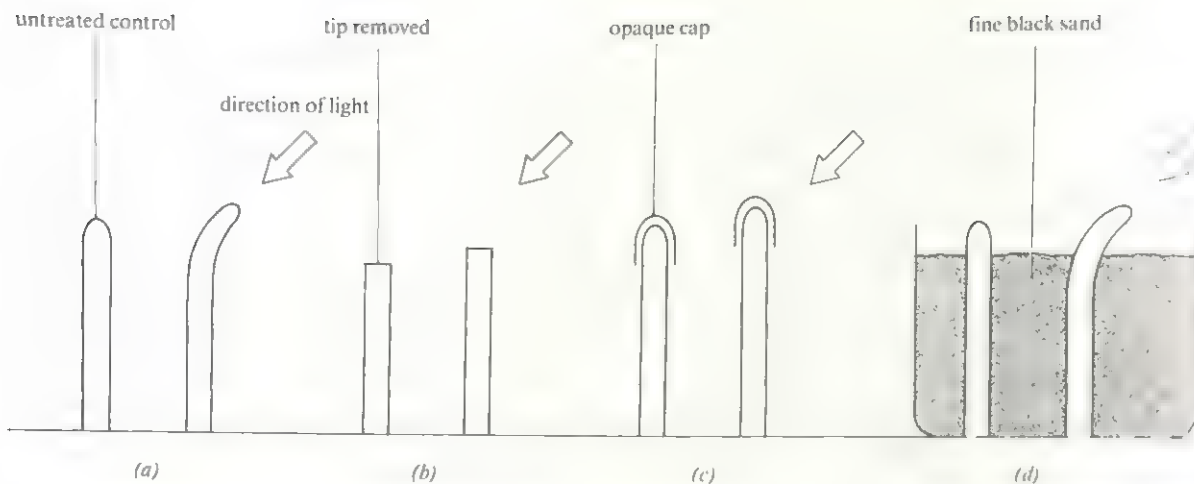 untreated control
tip removed
opaque cap
fine black sand
direction of light
(a)
(b)
(c)
(d)